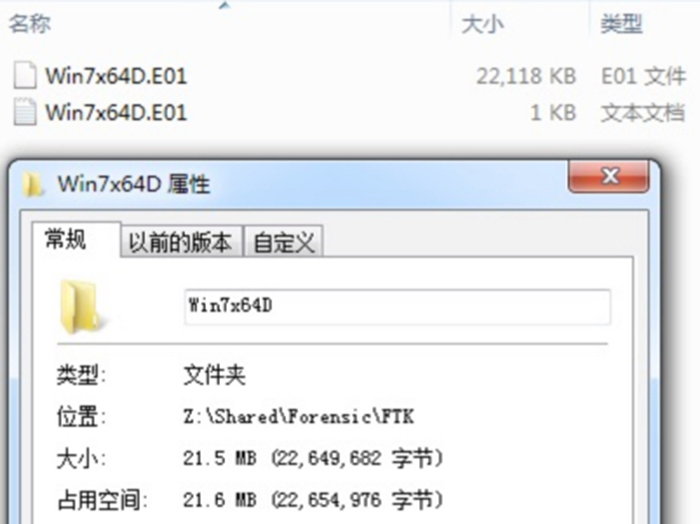 名称 大小 类型
Win7x64D.E01 22,118 KB E01 文件
Win7x64D.E01 1 KB 文本文档
Win7x64D 属性
常规 以前的版本 自定义
Win7x64D
类型: 文件夹
位置: Z:\Shared\Forensic\FTK
大小: 21.5 MB (22,649,682 字节)
占用空间: 21.6 MB (22,654,976 字节)